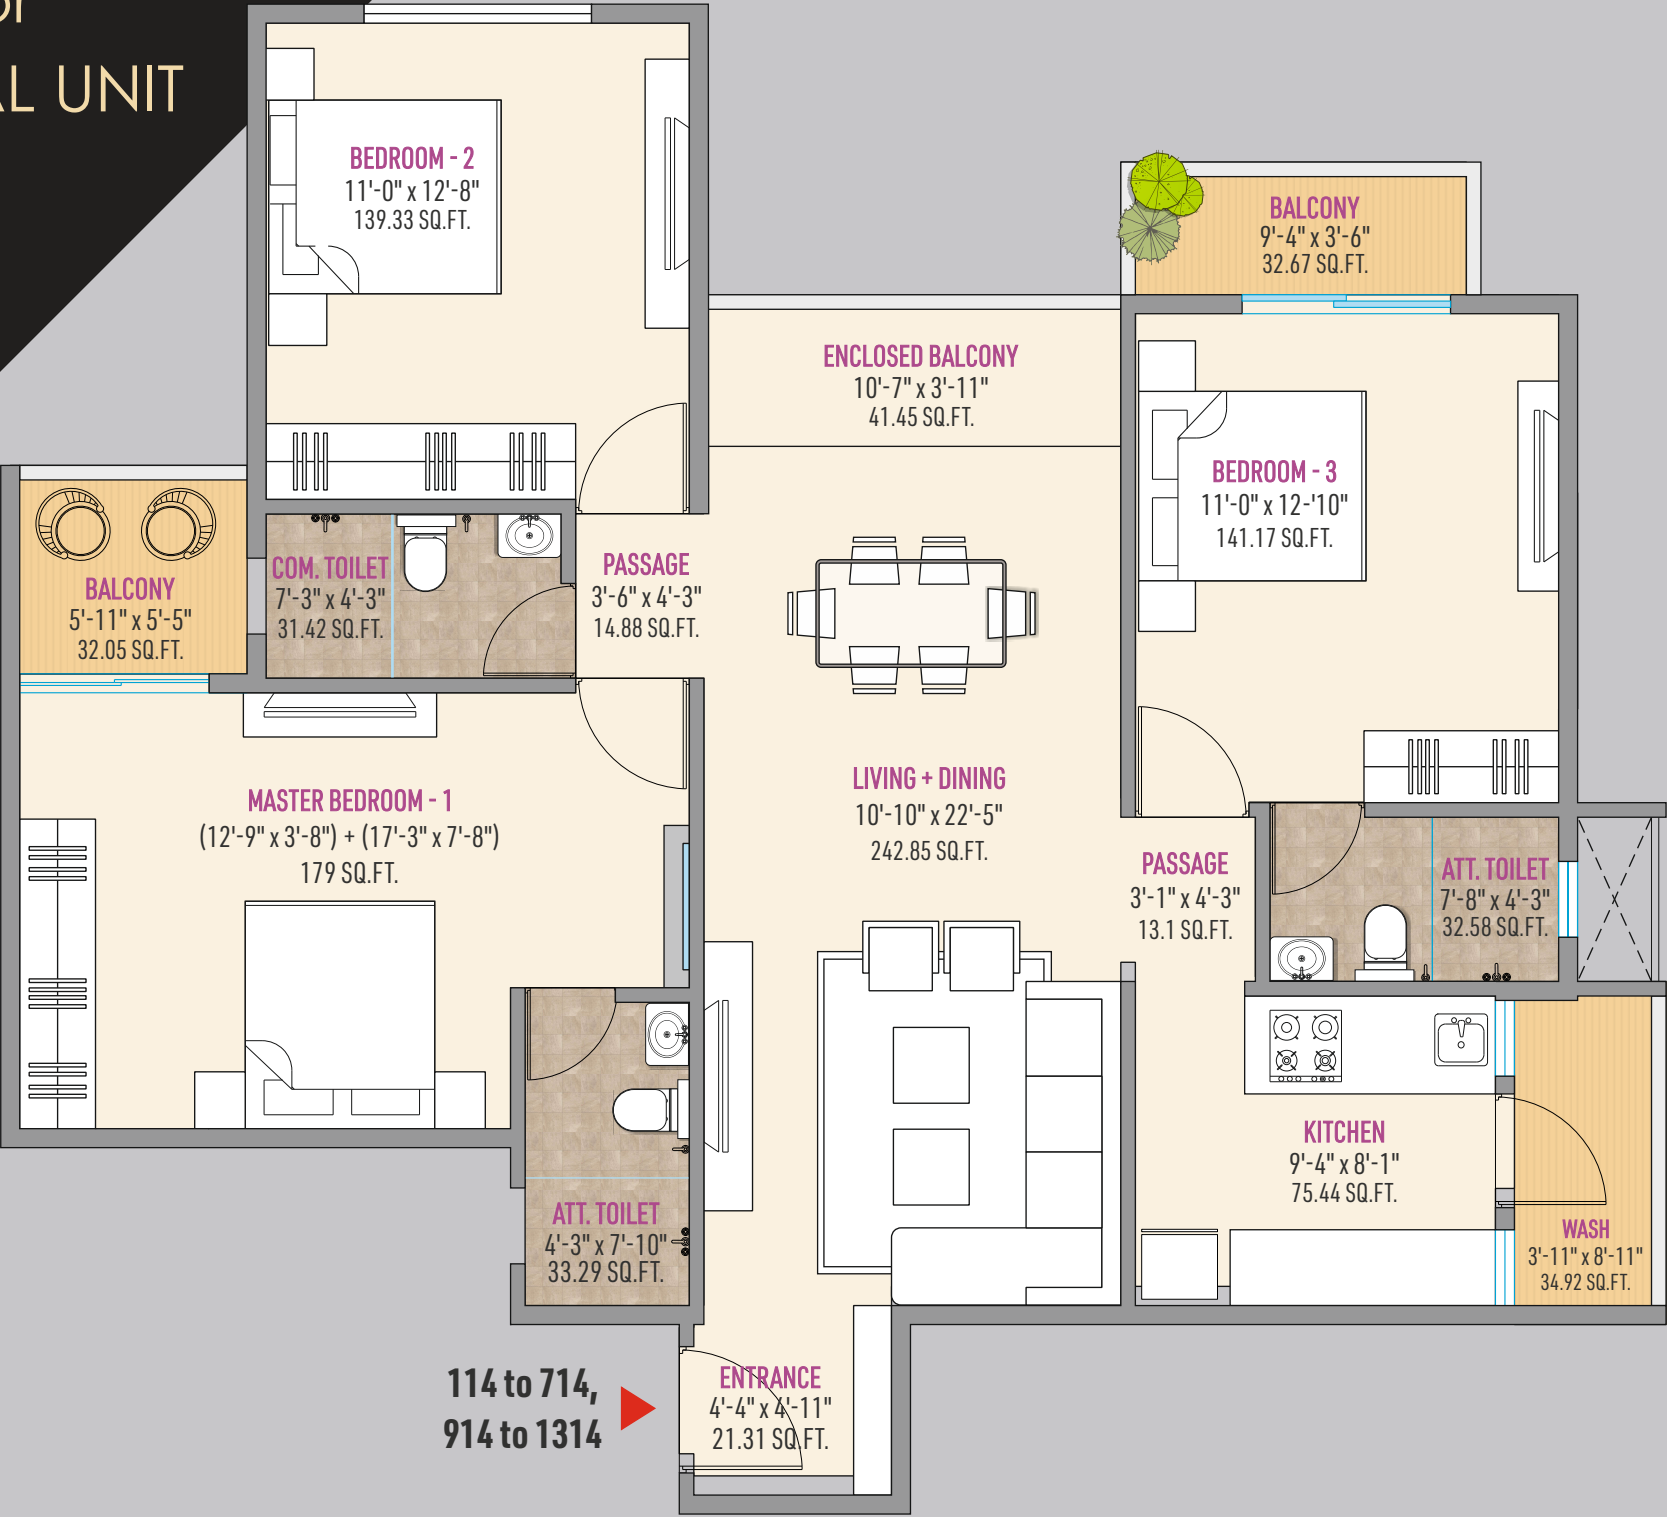 AL UNIT
BEDROOM - 2
11'-0" x 12'-8"
139.33 SQ.FT.
BALCONY
9'-4" x 3'-6"
32.67 SQ.FT.
ENCLOSED BALCONY
10'-7" x 3'-11"
41.45 SQ.FT.
BEDROOM - 3
11'-0" x 12-'10"
141.17 SQ.FT.
BALCONY
5'-11" x 5'-5"
32.05 SQ.FT.
COM. TOILET
7'-3" x 4'-3"
31.42 SQ.FT.
PASSAGE
3'-6" x 4'-3"
14.88 SQ.FT.
MASTER BEDROOM - 1
(12'-9" x 3'-8") + (17'-3" x 7'-8")
179 SQ.FT.
LIVING + DINING
10'-10" x 22'-5"
242.85 SQ.FT.
PASSAGE
3'-1" x 4'-3"
13.1 SQ.FT.
ATT. TOILET
7'-8" x 4'-3"
32.58 SQ.FT.
KITCHEN
9'-4" x 8'-1"
75.44 SQ.FT.
ATT. TOILET
4'-3" x 7'-10"
33.29 SQ.FT.
WASH
3'-11" x 8'-11"
34.92 SQ.FT.
ENTRANCE
4'-4" x 4'-11"
21.31 SQ.FT.
114 to 714,
914 to 1314